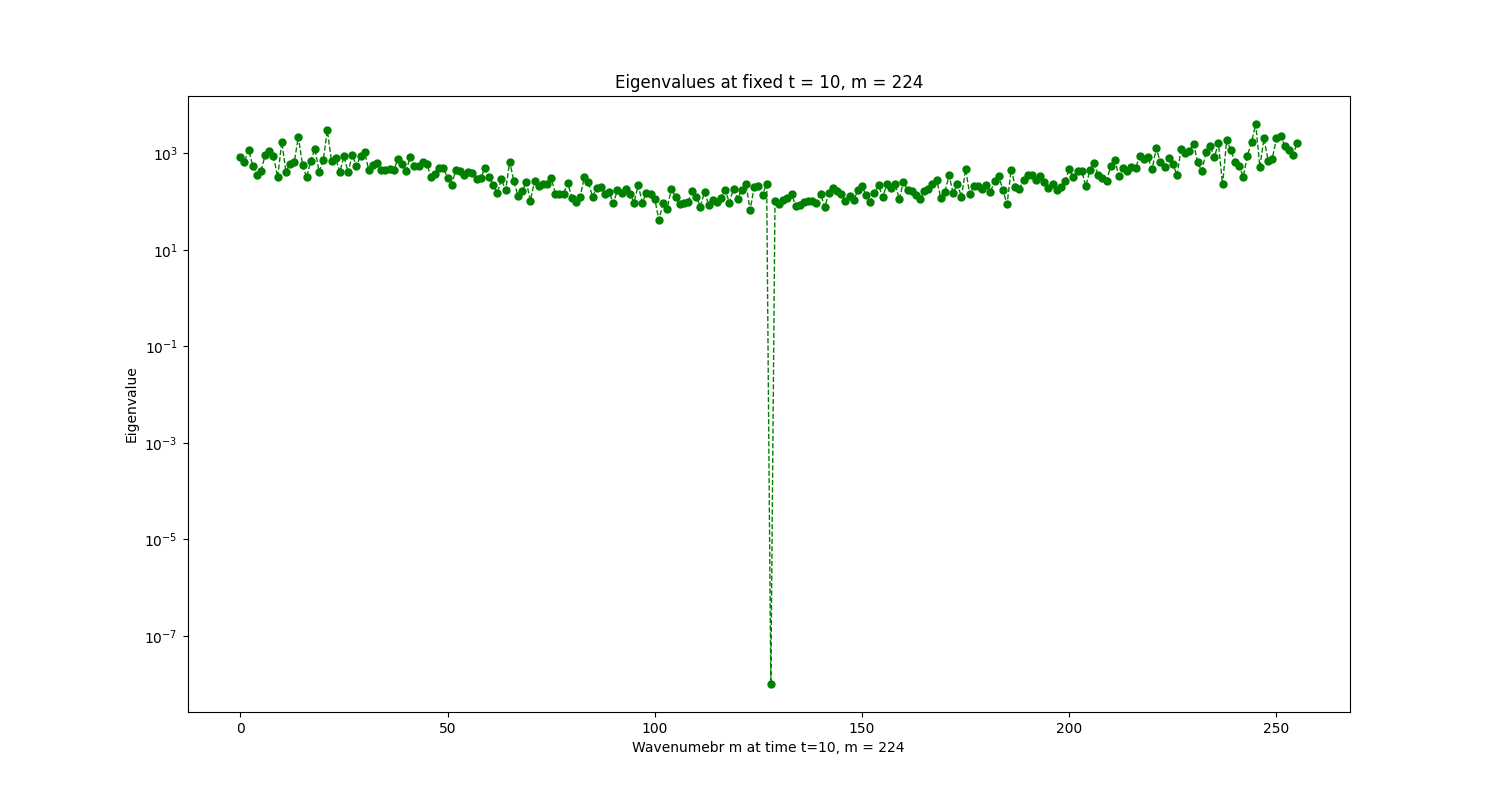 Eigenvalues at fixed t = 10, m = 224
10³
10¹
10⁻¹
10⁻³
10⁻⁵
10⁻⁷
Eigenvalue
0 50 100 150 200 250
Wavenumebr m at time t=10, m = 224